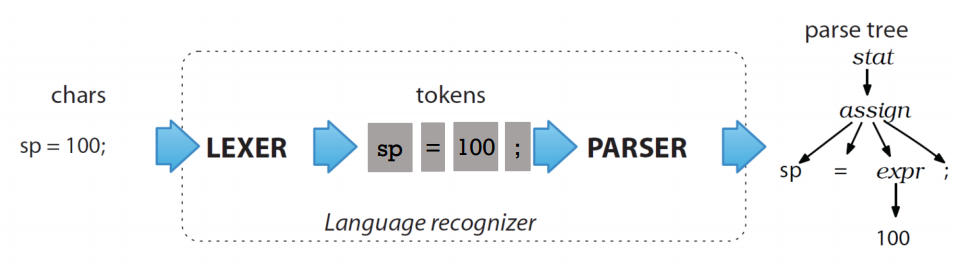 chars
sp = 100;
LEXER
tokens
sp = 100 ;
PARSER
Language recognizer
parse tree
stat
assign
sp = expr ;
100